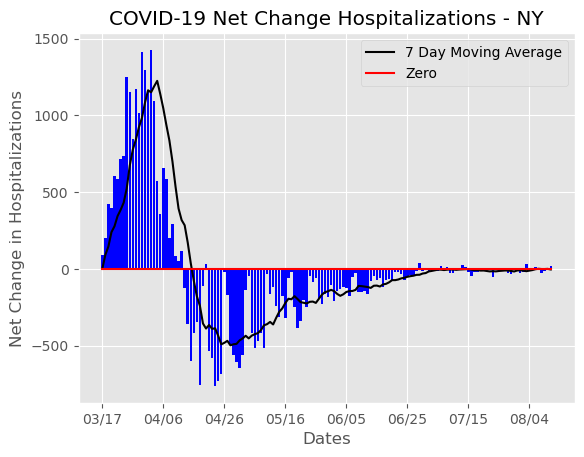 COVID-19 Net Change Hospitalizations - NY
Net Change in Hospitalizations
1500
1000
500
0
−500
7 Day Moving Average
Zero
03/17 04/06 04/26 05/16 06/05 06/25 07/15 08/04
Dates